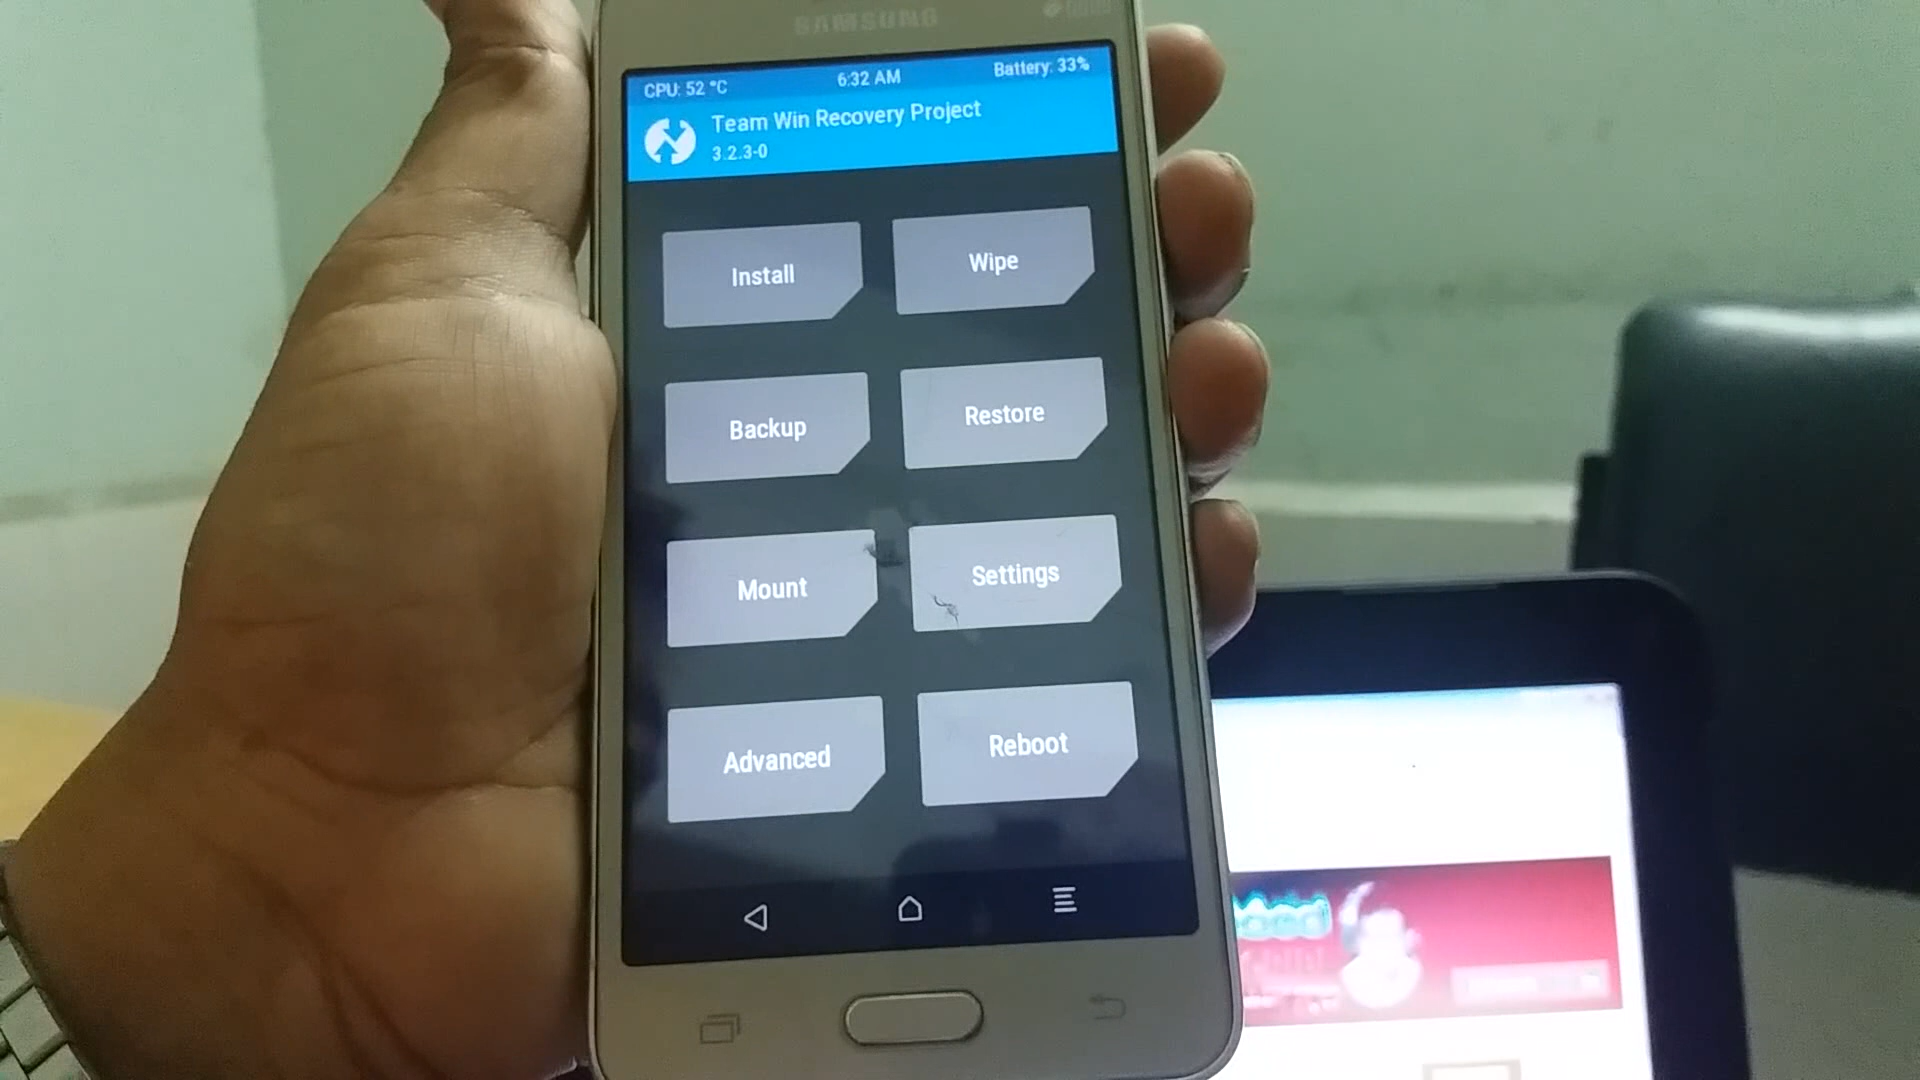 SAMSUNG
CPU: 52 °C 6:32 AM Battery: 33%
Team Win Recovery Project
3.2.3-0
Install Wipe
Backup Restore
Mount Settings
Advanced Reboot